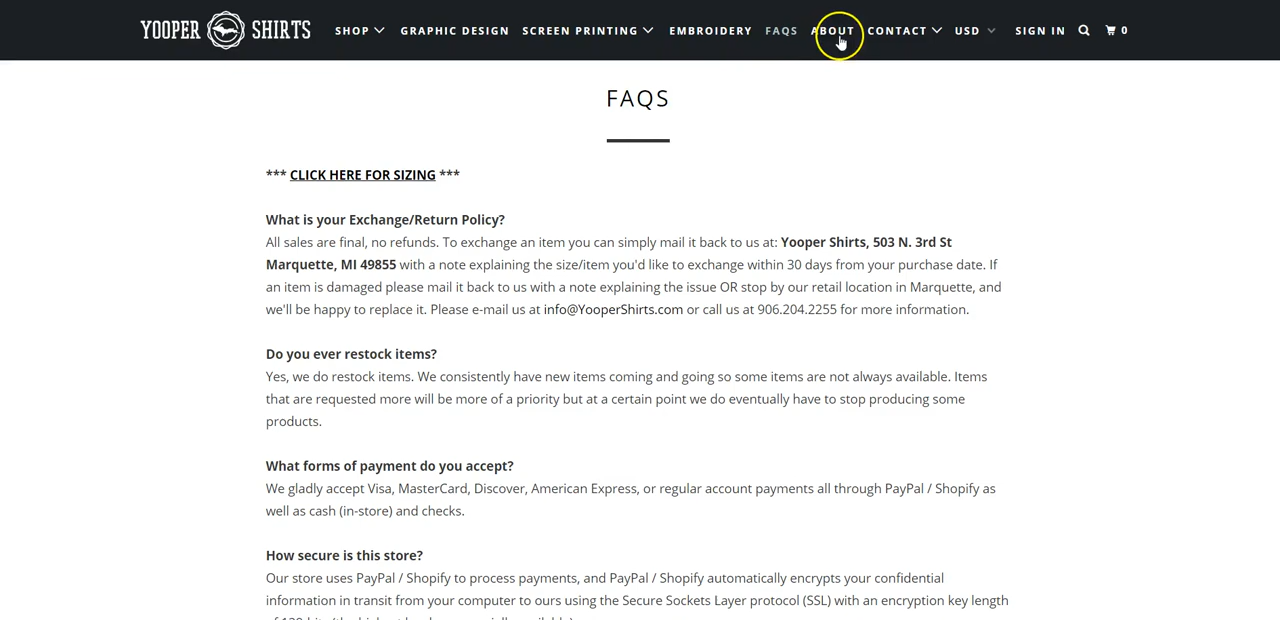 YOOPER SHIRTS SHOP GRAPHIC DESIGN SCREEN PRINTING EMBROIDERY FAQS ABOUT CONTACT USD SIGN IN 0
FAQS
*** CLICK HERE FOR SIZING ***
What is your Exchange/Return Policy?
All sales are final, no refunds. To exchange an item you can simply mail it back to us at: Yooper Shirts, 503 N. 3rd St
Marquette, MI 49855 with a note explaining the size/item you'd like to exchange within 30 days from your purchase date. If
an item is damaged please mail it back to us with a note explaining the issue OR stop by our retail location in Marquette, and
we'll be happy to replace it. Please e-mail us at info@YooperShirts.com or call us at 906.204.2255 for more information.
Do you ever restock items?
Yes, we do restock items. We consistently have new items coming and going so some items are not always available. Items
that are requested more will be more of a priority but at a certain point we do eventually have to stop producing some
products.
What forms of payment do you accept?
We gladly accept Visa, MasterCard, Discover, American Express, or regular account payments all through PayPal / Shopify as
well as cash (in-store) and checks.
How secure is this store?
Our store uses PayPal / Shopify to process payments, and PayPal / Shopify automatically encrypts your confidential
information in transit from your computer to ours using the Secure Sockets Layer protocol (SSL) with an encryption key length